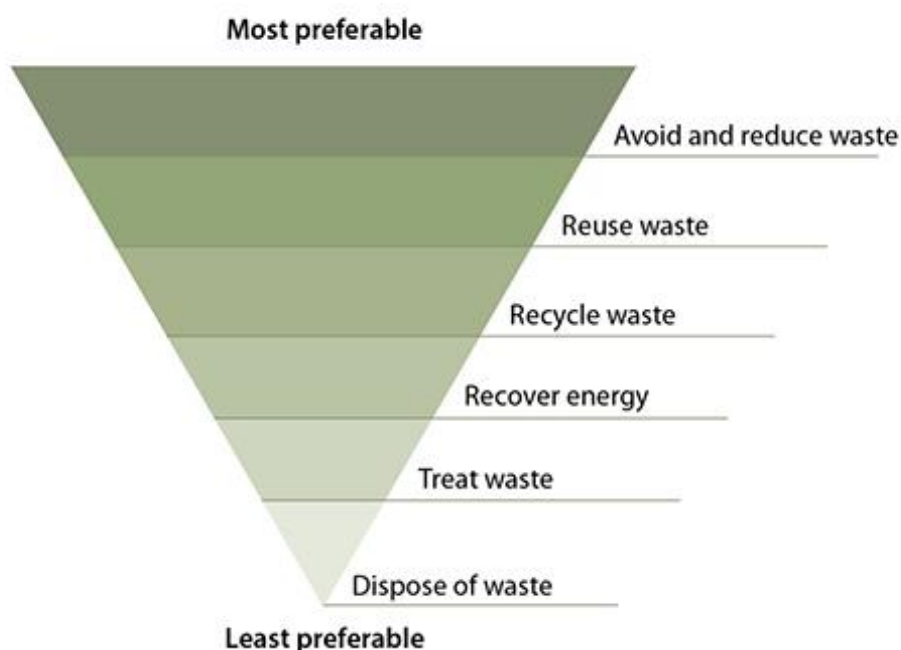 Most preferable
Avoid and reduce waste
Reuse waste
Recycle waste
Recover energy
Treat waste
Dispose of waste
Least preferable